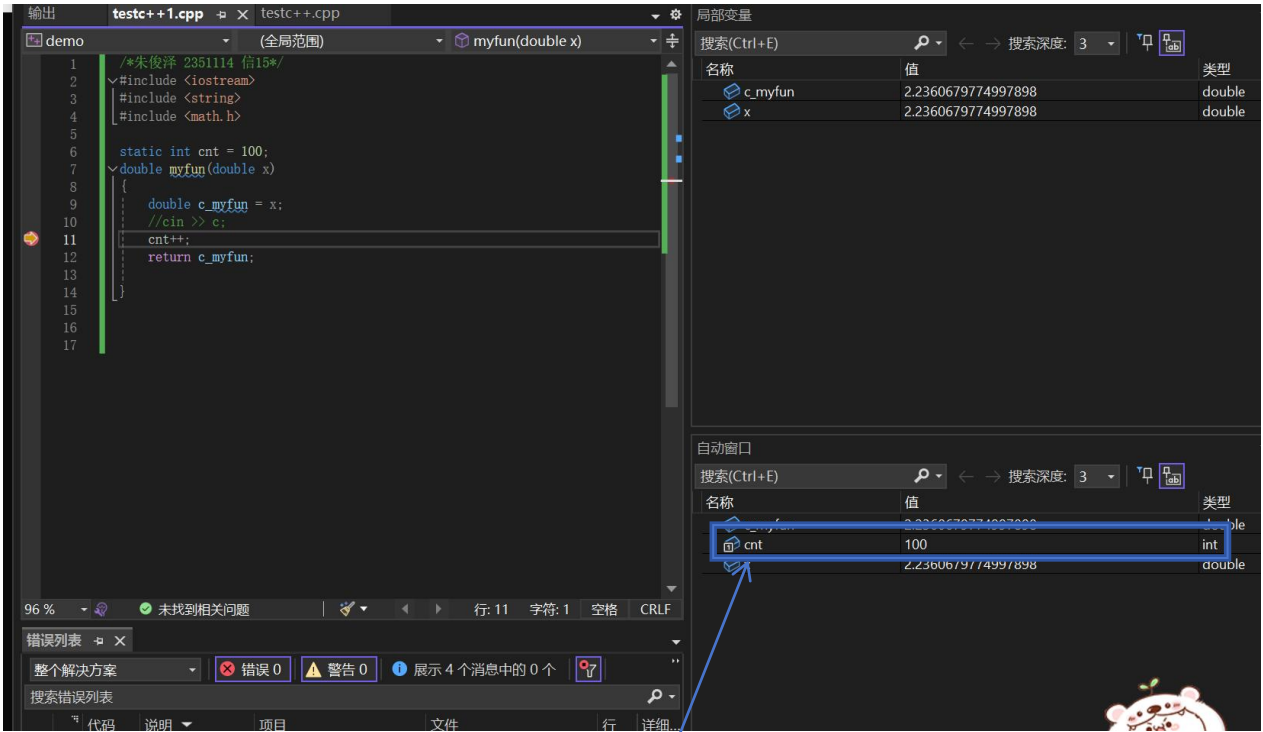 输出 testc++1.cpp testc++.cpp
demo (全局范围) myfun(double x)
1 /*朱俊泽 2351114 信15*/
2 #include <iostream>
3 #include <string>
4 #include <math.h>
5
6 static int cnt = 100;
7 double myfun(double x)
8 {
9 double c_myfun = x;
10 //cin >> c;
11 cnt++;
12 return c_myfun;
13
14 }
15
16
17
96 % 未找到相关问题 行: 11 字符: 1 空格 CRLF
错误列表
整个解决方案 错误 0 警告 0 展示 4 个消息中的 0 个
搜索错误列表
代码 说明 项目 文件 行 详细...
局部变量
搜索(Ctrl+E) 搜索深度: 3
名称 值 类型
c_myfun 2.2360679774997898 double
x 2.2360679774997898 double
自动窗口
搜索(Ctrl+E) 搜索深度: 3
名称 值 类型
c_myfun 2.2360679774997898 double
cnt 100 int
2.2360679774997898 double